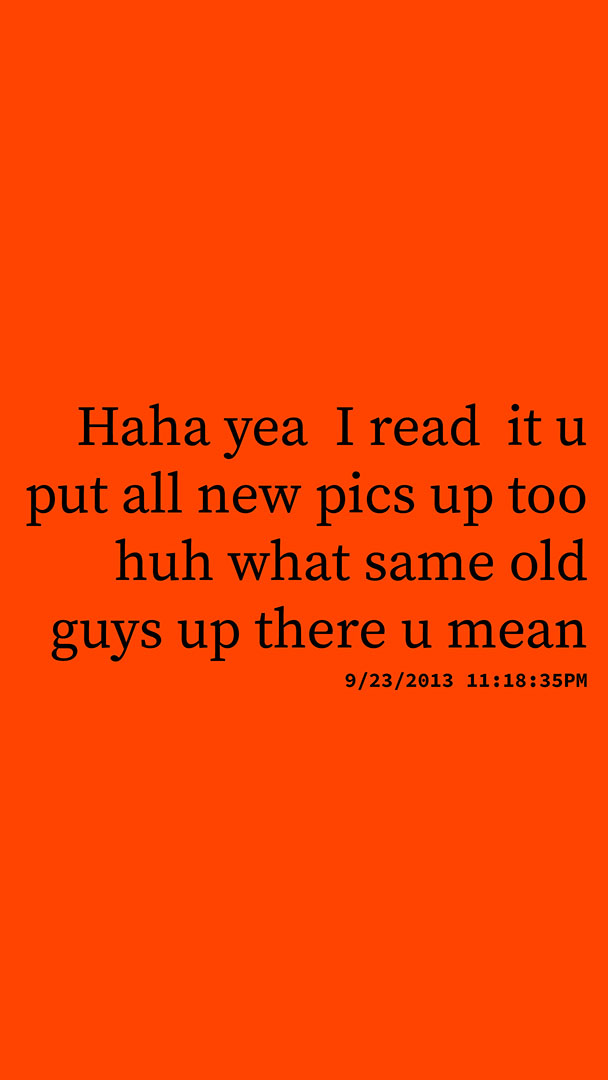 Haha yea  I read  it u
put all new pics up too
huh what same old
guys up there u mean
9/23/2013 11:18:35PM